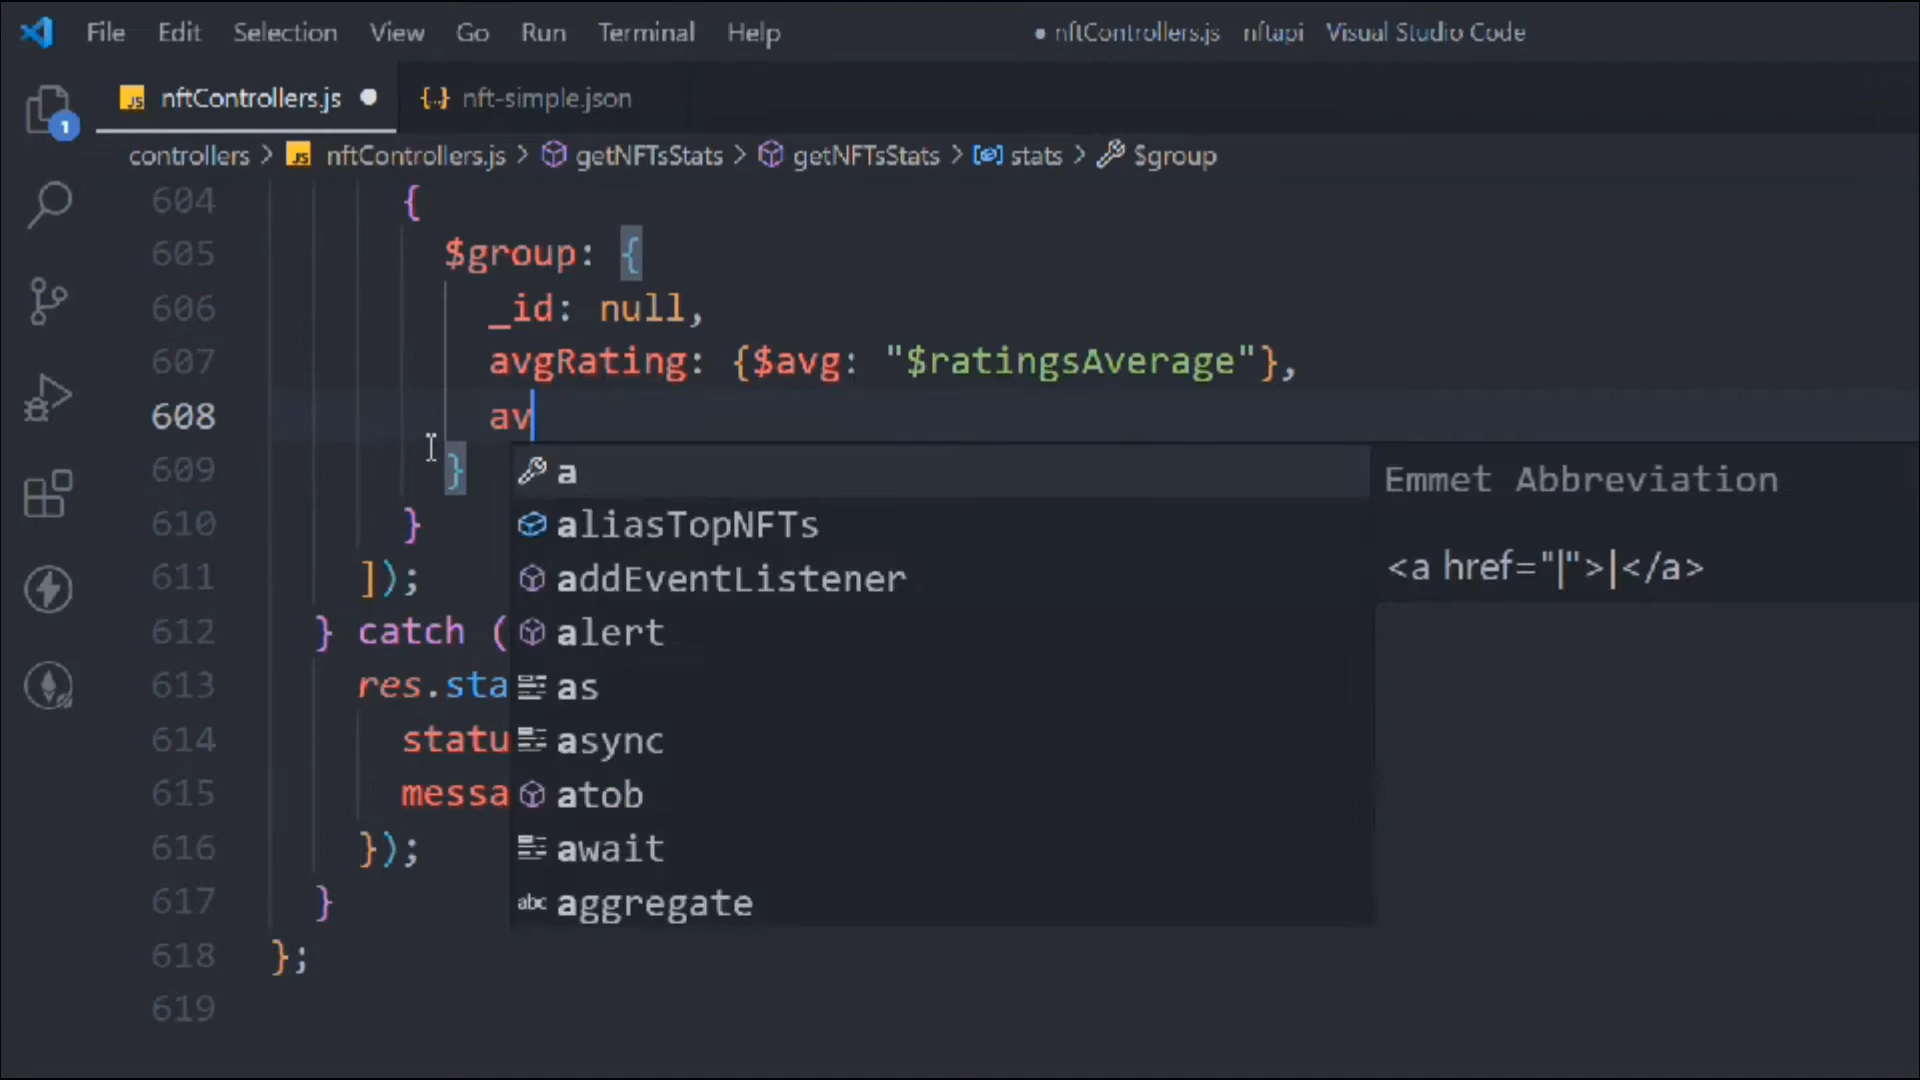 File Edit Selection View Go Run Terminal Help ● nftControllers.js nftapi Visual Studio Code
JS nftControllers.js ● {..} nft-simple.json
1
controllers > JS nftControllers.js > getNFTsStats > getNFTsStats > stats > $group
604 {
605 $group: {
606 _id: null,
607 avgRating: {$avg: "$ratingsAverage"},
608 av
609 }
610 }
611 ]);
612 } catch (
613 res.sta
614 statu
615 messa
616 });
617 }
618 };
619
a
aliasTopNFTs
addEventListener
alert
as
async
atob
await
abc aggregate
Emmet Abbreviation
<a href="|">|</a>